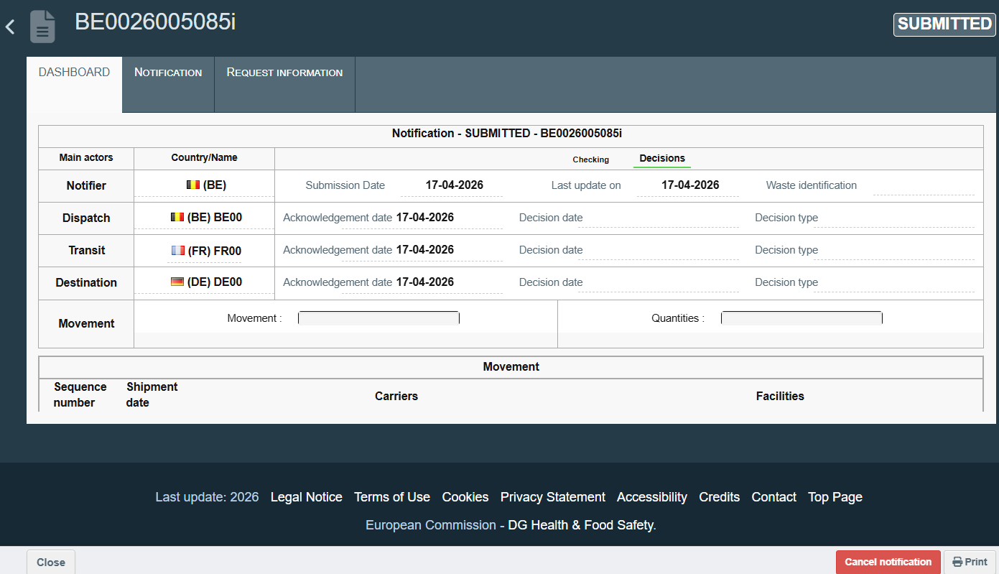 BE0026005085i
SUBMITTED
DASHBOARD NOTIFICATION REQUEST INFORMATION
Notification - SUBMITTED - BE0026005085i
Main actors Country/Name Checking Decisions
Notifier (BE) Submission Date 17-04-2026 Last update on 17-04-2026 Waste identification
Dispatch (BE) BE00 Acknowledgement date 17-04-2026 Decision date Decision type
Transit (FR) FR00 Acknowledgement date 17-04-2026 Decision date Decision type
Destination (DE) DE00 Acknowledgement date 17-04-2026 Decision date Decision type
Movement Movement : Quantities :
Movement
Sequence number Shipment date Carriers Facilities
Last update: 2026 Legal Notice Terms of Use Cookies Privacy Statement Accessibility Credits Contact Top Page
European Commission - DG Health & Food Safety.
Close Cancel notification Print